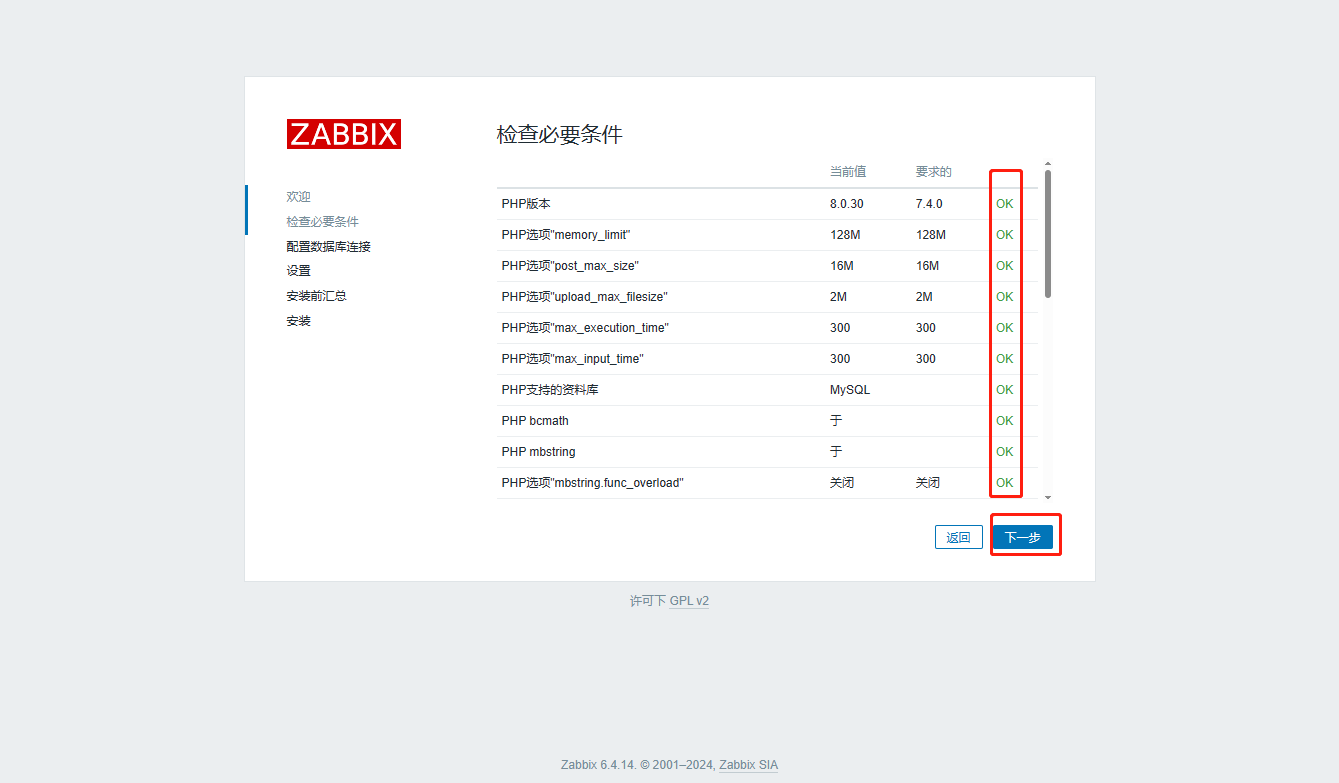 ZABBIX
欢迎
检查必要条件
配置数据库连接
设置
安装前汇总
安装
检查必要条件
当前值 要求的
PHP版本 8.0.30 7.4.0 OK
PHP选项"memory_limit" 128M 128M OK
PHP选项"post_max_size" 16M 16M OK
PHP选项"upload_max_filesize" 2M 2M OK
PHP选项"max_execution_time" 300 300 OK
PHP选项"max_input_time" 300 300 OK
PHP支持的资料库 MySQL OK
PHP bcmath 于 OK
PHP mbstring 于 OK
PHP选项"mbstring.func_overload" 关闭 关闭 OK
返回 下一步
许可下 GPL v2
Zabbix 6.4.14. © 2001–2024, Zabbix SIA